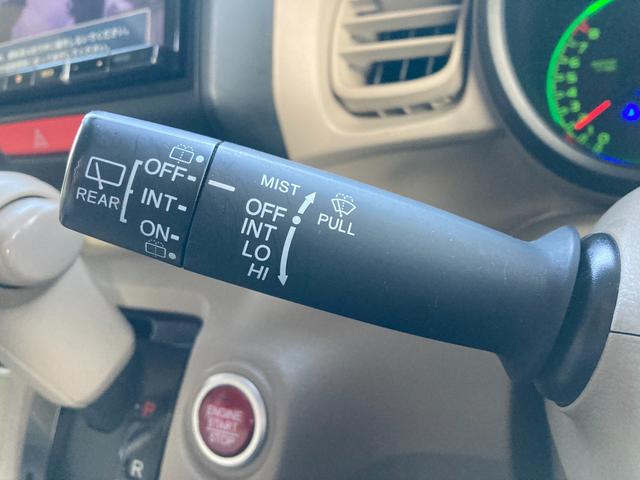 OFF
INT
ON
REAR
MIST
OFF
INT
LO
HI
PULL
ENGINE
START
STOP
P
R